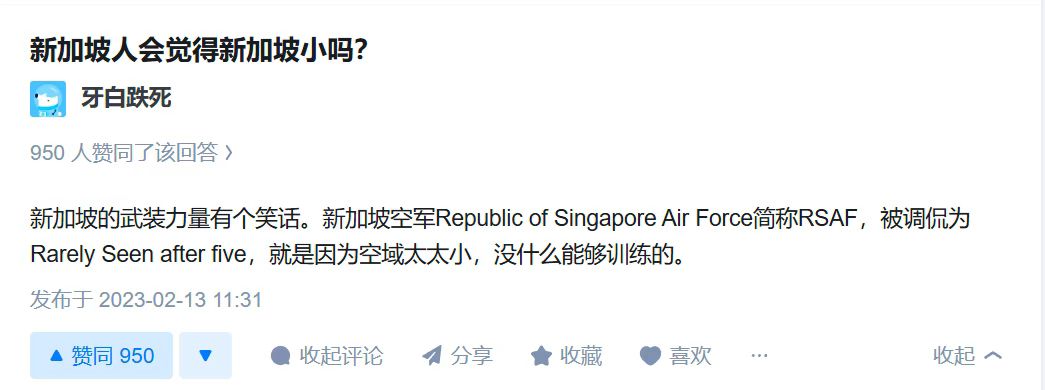 新加坡人会觉得新加坡小吗？
牙白跌死
950 人赞同了该回答
新加坡的武装力量有个笑话。新加坡空军Republic of Singapore Air Force简称RSAF，被调侃为
Rarely Seen after five，就是因为空域太太小，没什么能够训练的。
发布于 2023-02-13 11:31
赞同 950 收起评论 分享 收藏 喜欢 ··· 收起